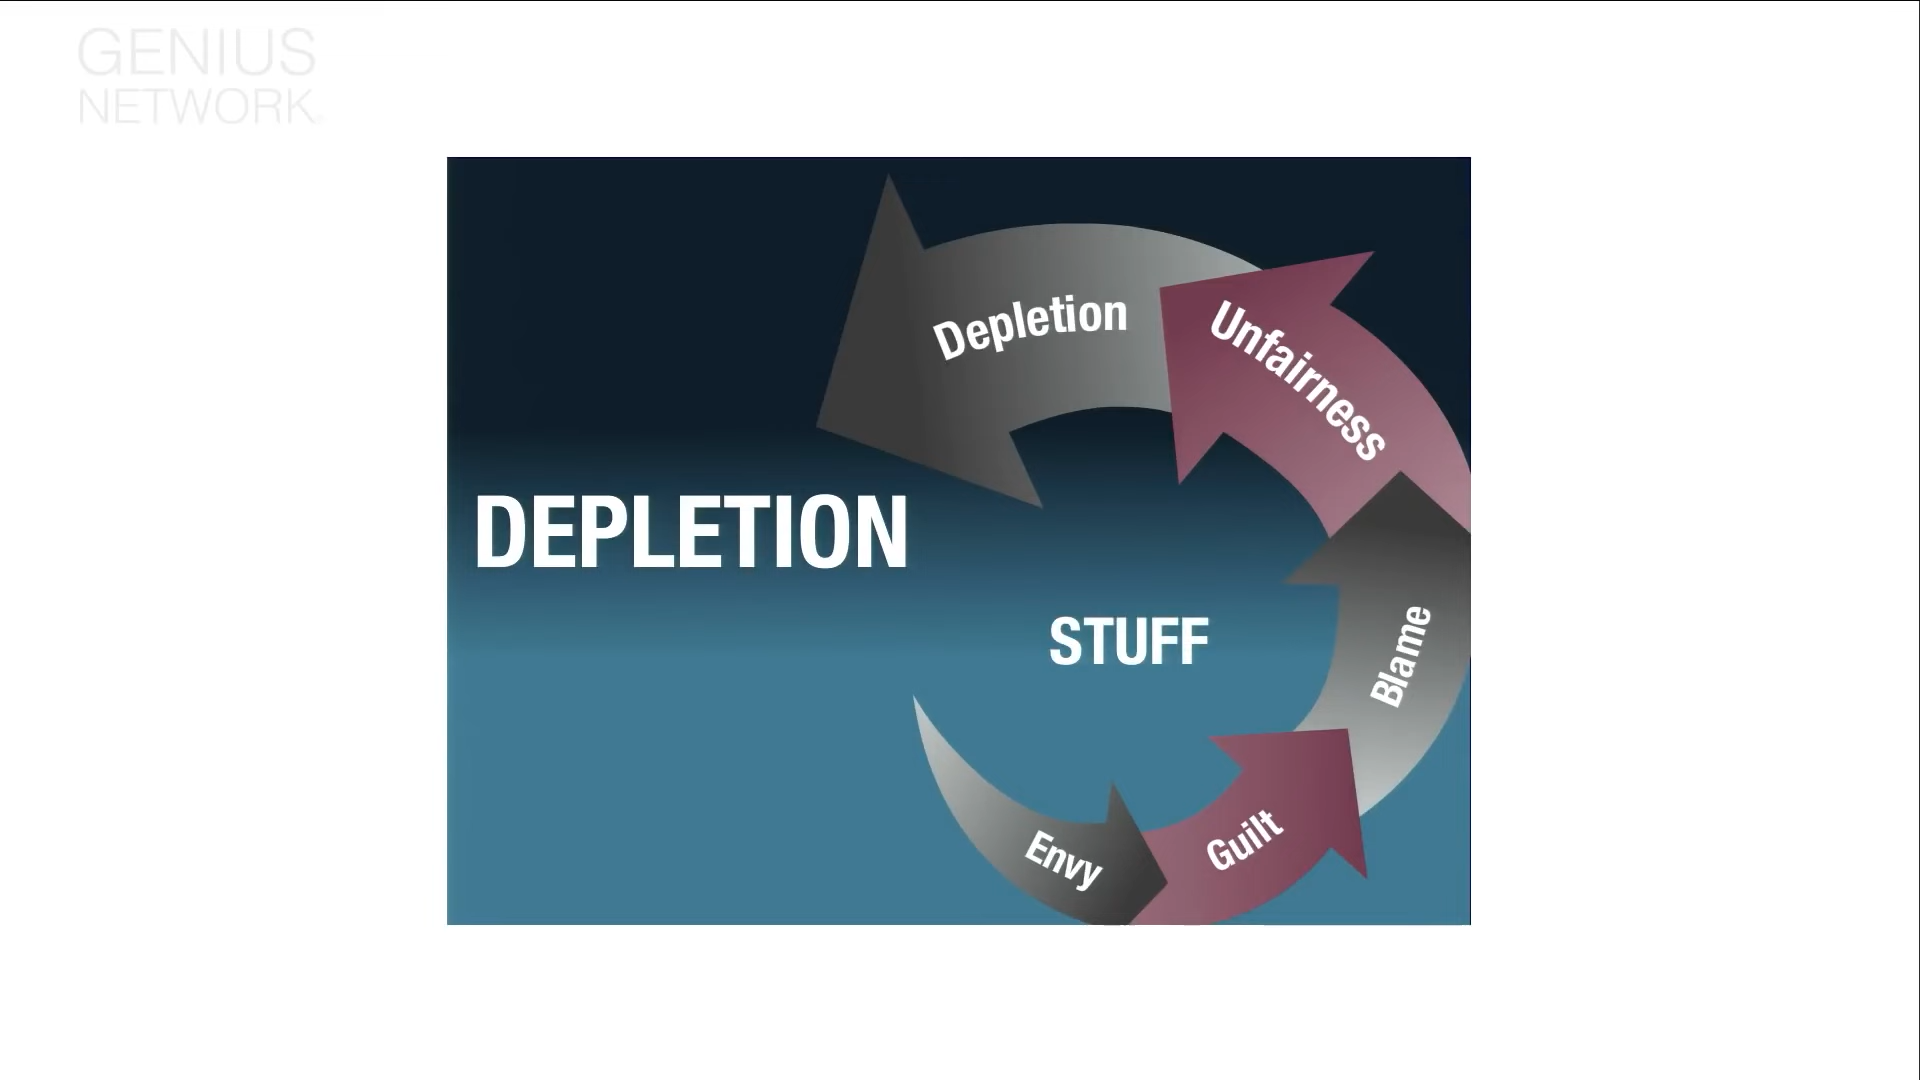 GENIUS
NETWORK®
Depletion
Unfairness
DEPLETION
STUFF
Blame
Guilt
Envy